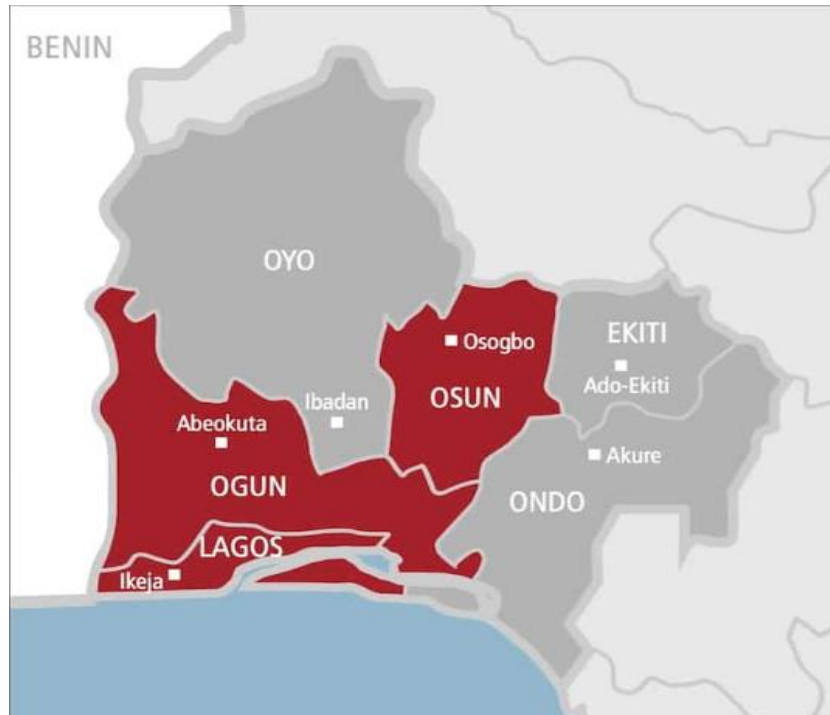 BENIN
OYO
Osogbo
EKITI
Ado-Ekiti
OSUN
Ibadan
Abeokuta
Akure
OGUN
ONDO
LAGOS
Ikeja